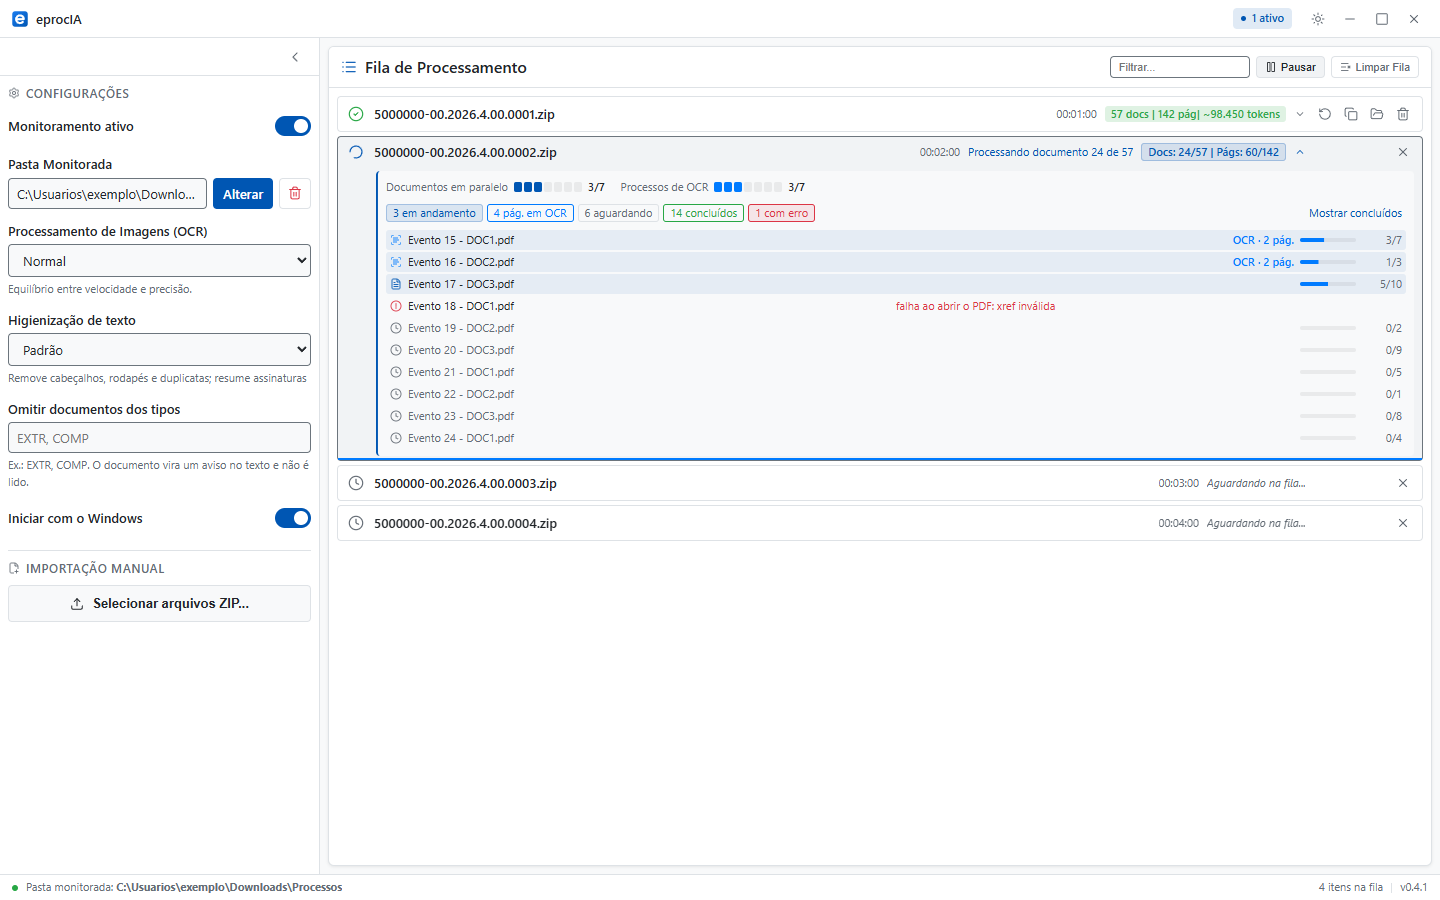 eprocIA
1 ativo
CONFIGURAÇÕES
Monitoramento ativo
Pasta Monitorada
C:\Usuarios\exemplo\Downlo...
Alterar
Processamento de Imagens (OCR)
Normal
Equilíbrio entre velocidade e precisão.
Higienização de texto
Padrão
Remove cabeçalhos, rodapés e duplicatas; resume assinaturas
Omitir documentos dos tipos
EXTR, COMP
Ex.: EXTR, COMP. O documento vira um aviso no texto e não é
lido.
Iniciar com o Windows
IMPORTAÇÃO MANUAL
Selecionar arquivos ZIP...
Fila de Processamento
Filtrar...
Pausar
Limpar Fila
5000000-00.2026.4.00.0001.zip 00:01:00 57 docs | 142 pág| ~98.450 tokens
5000000-00.2026.4.00.0002.zip 00:02:00 Processando documento 24 de 57 Docs: 24/57 | Págs: 60/142
Documentos em paralelo 3/7 Processos de OCR 3/7
3 em andamento 4 pág. em OCR 6 aguardando 14 concluídos 1 com erro Mostrar concluídos
Evento 15 - DOC1.pdf OCR · 2 pág. 3/7
Evento 16 - DOC2.pdf OCR · 2 pág. 1/3
Evento 17 - DOC3.pdf 5/10
Evento 18 - DOC1.pdf falha ao abrir o PDF: xref inválida
Evento 19 - DOC2.pdf 0/2
Evento 20 - DOC3.pdf 0/9
Evento 21 - DOC1.pdf 0/5
Evento 22 - DOC2.pdf 0/1
Evento 23 - DOC3.pdf 0/8
Evento 24 - DOC1.pdf 0/4
5000000-00.2026.4.00.0003.zip 00:03:00 Aguardando na fila...
5000000-00.2026.4.00.0004.zip 00:04:00 Aguardando na fila...
Pasta monitorada: C:\Usuarios\exemplo\Downloads\Processos
4 itens na fila
v0.4.1